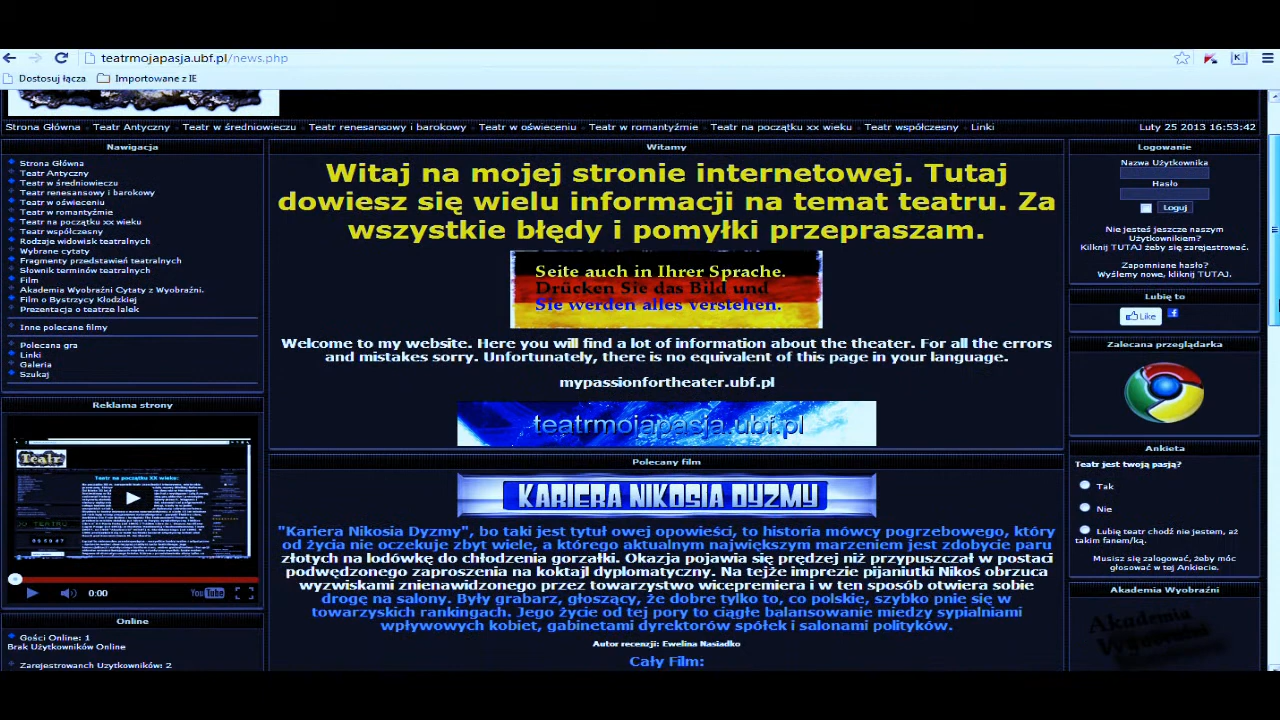 teatrmojapasja.ubf.pl/news.php
Dostosuj łącza Importowane z IE
Strona Główna Teatr Antyczny Teatr w średniowieczu Teatr renesansowy i barokowy Teatr w oświeceniu Teatr w romantyźmie Teatr na początku xx wieku Teatr współczesny Linki Luty 25 2013 16:53:42
Nawigacja
Strona Główna
Teatr Antyczny
Teatr w średniowieczu
Teatr renesansowy i barokowy
Teatr w oświeceniu
Teatr w romantyźmie
Teatr na początku xx wieku
Teatr współczesny
Rodzaje widowisk teatralnych
Wybrane cytaty
Fragmenty przedstawień teatralnych
Słownik terminów teatralnych
Film
Akademia Wyobraźni Cytaty z Wyobraźni.
Film o Bystrzycy Kłodzkiej
Prezentacja o teatrze lalek
Inne polecane filmy
Polecana gra
Linki
Galeria
Szukaj
Reklama strony
Teatr
Teatr na początku XX wieku:
0:00
YouTube
Online
Gości Online: 1
Brak Użytkowników Online
Zarejestrowanch Uzytkowników: 2
Witamy
Witaj na mojej stronie internetowej. Tutaj
dowiesz się wielu informacji na temat teatru. Za
wszystkie błędy i pomyłki przepraszam.
Seite auch in Ihrer Sprache.
Drücken Sie das Bild und
Sie werden alles verstehen.
Welcome to my website. Here you will find a lot of information about the theater. For all the errors
and mistakes sorry. Unfortunately, there is no equivalent of this page in your language.
mypassionfortheater.ubf.pl
teatrmojapasja.ubf.pl
Polecany film
KARIERA NIKOSIA DYZMY
"Kariera Nikosia Dyzmy", bo taki jest tytuł owej opowieści, to historia mówcy pogrzebowego, który
od życia nie oczekuje zbyt wiele, a którego aktualnym największym marzeniem jest zdobycie paru
złotych na lodówkę do chłodzenia gorzałki. Okazja pojawia się prędzej niż przypuszczał w postaci
podwędzonego zaproszenia na koktajl dyplomatyczny. Na tejże imprezie pijaniutki Nikoś obrzuca
wyzwiskami znienawidzonego przez towarzystwo wicepremiera i w ten sposób otwiera sobie
drogę na salony. Były grabarz, głoszący, że dobre tylko to, co polskie, szybko pnie się w
towarzyskich rankingach. Jego życie od tej pory to ciągłe balansowanie miedzy sypialniami
wpływowych kobiet, gabinetami dyrektorów spółek i salonami polityków.
Autor recenzji: Ewelina Nasiadko
Cały Film:
Logowanie
Nazwa Użytkownika
Hasło
Loguj
Nie jesteś jeszcze naszym
Użytkownikiem?
Kilknij TUTAJ żeby się zarejestrować.
Zapomniane hasło?
Wyślemy nowe, kliknij TUTAJ.
Lubię to
Like
Zalecana przeglądarka
Ankieta
Teatr jest twoją pasją?
Tak
Nie
Lubię teatr chodź nie jestem, aż
takim fanem/ką.
Musisz się zalogować, żeby móc
głosować w tej Ankiecie.
Akademia Wyobraźni
Akademia
Wyobraźni